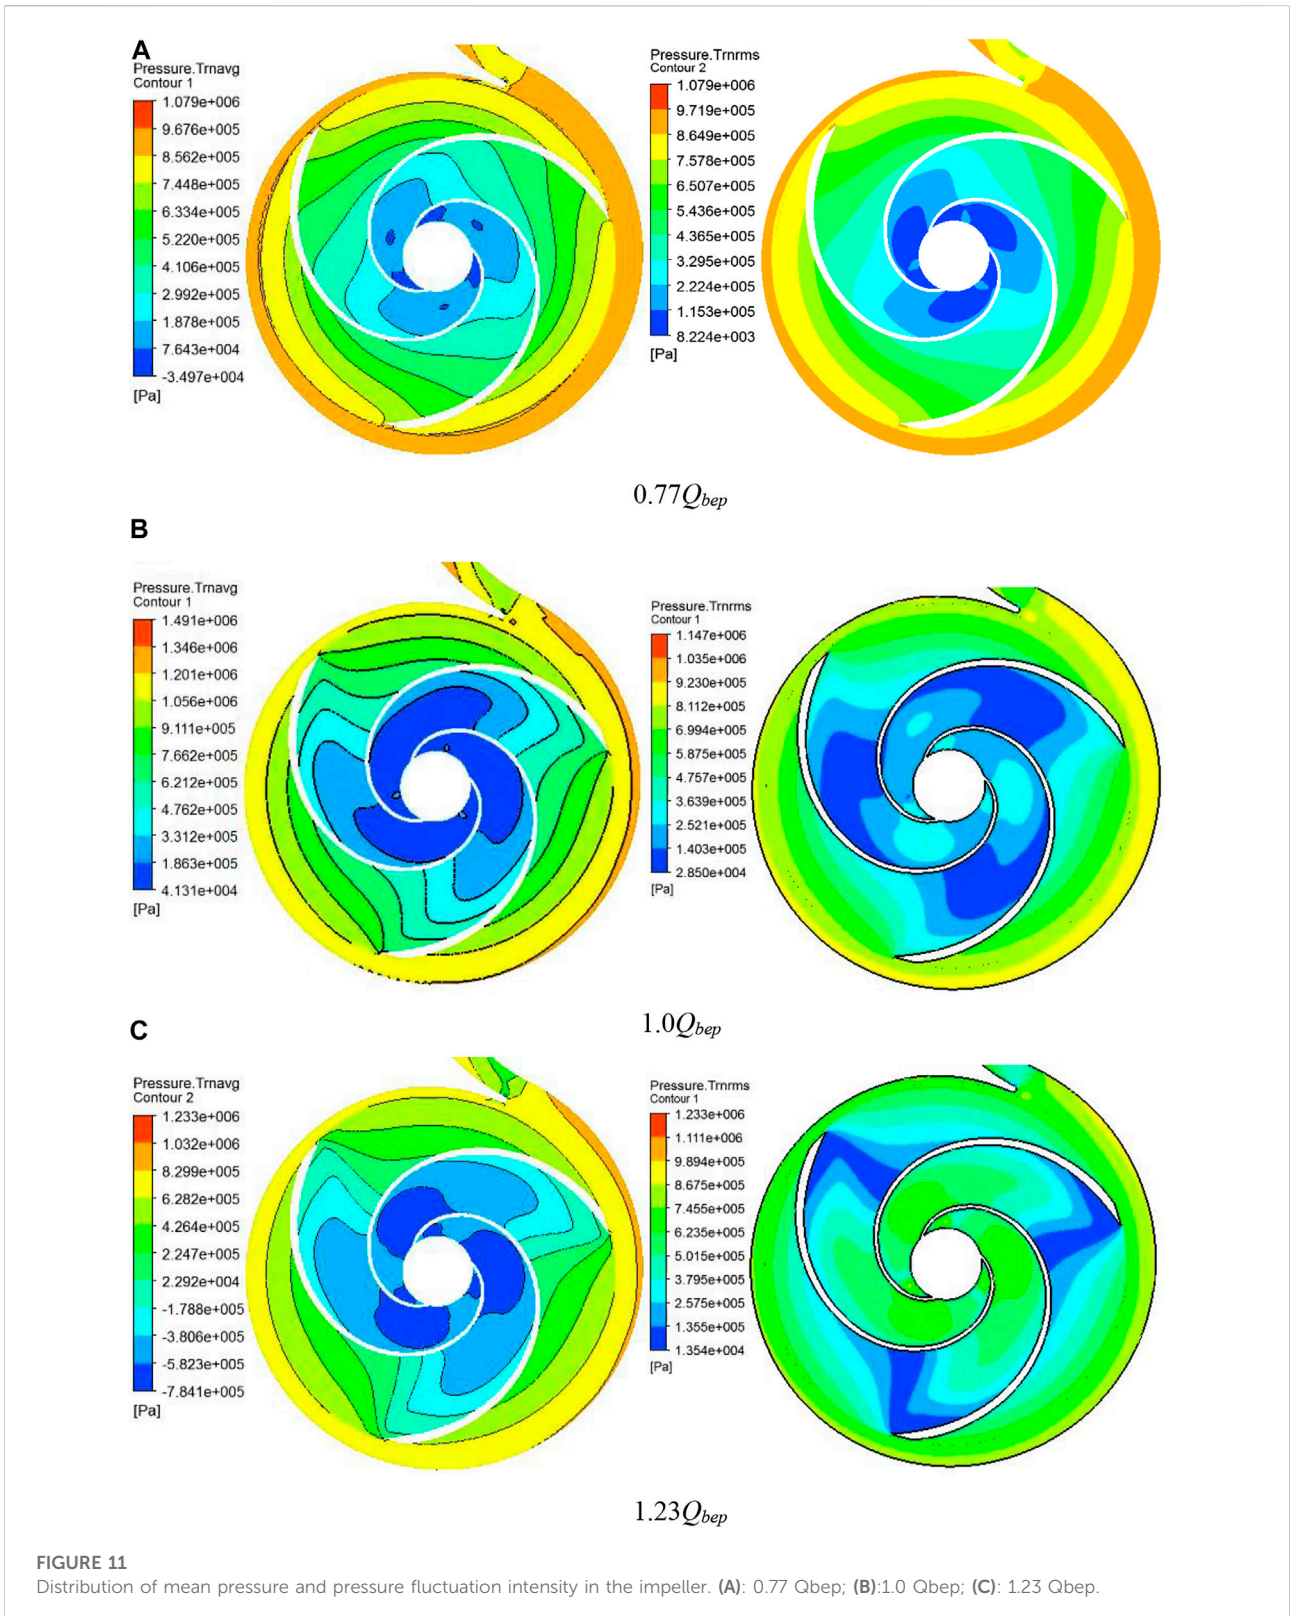 A
Pressure.Trnavg
Contour 1
1.079e+006
9.676e+005
8.562e+005
7.448e+005
6.334e+005
5.220e+005
4.106e+005
2.992e+005
1.878e+005
7.643e+004
-3.497e+004
[Pa]
Pressure.Trnrms
Contour 2
1.079e+006
9.719e+005
8.649e+005
7.578e+005
6.507e+005
5.436e+005
4.365e+005
3.295e+005
2.224e+005
1.153e+005
8.224e+003
[Pa]
0.77Qbep
B
Pressure.Trnavg
Contour 1
1.491e+006
1.346e+006
1.201e+006
1.056e+006
9.111e+005
7.662e+005
6.212e+005
4.762e+005
3.312e+005
1.863e+005
4.131e+004
[Pa]
Pressure.Trnrms
Contour 1
1.147e+006
1.035e+006
9.230e+005
8.112e+005
6.994e+005
5.875e+005
4.757e+005
3.639e+005
2.521e+005
1.403e+005
2.850e+004
[Pa]
1.0Qbep
C
Pressure.Trnavg
Contour 2
1.233e+006
1.032e+006
8.299e+005
6.282e+005
4.264e+005
2.247e+005
2.292e+004
-1.788e+005
-3.806e+005
-5.823e+005
-7.841e+005
[Pa]
Pressure.Trnrms
Contour 1
1.233e+006
1.111e+006
9.894e+005
8.675e+005
7.455e+005
6.235e+005
5.015e+005
3.795e+005
2.575e+005
1.355e+005
1.354e+004
[Pa]
1.23Qbep
FIGURE 11
Distribution of mean pressure and pressure fluctuation intensity in the impeller. (A): 0.77 Qbep; (B):1.0 Qbep; (C): 1.23 Qbep.